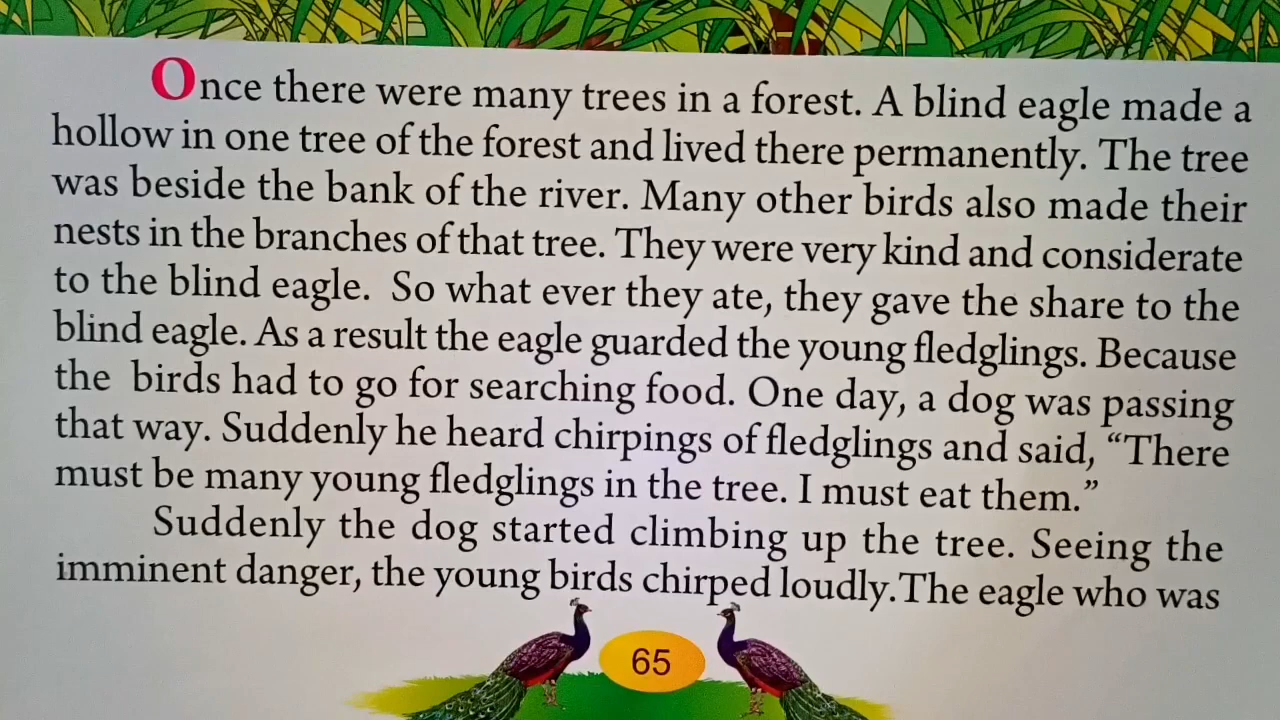 Once there were many trees in a forest. A blind eagle made a
hollow in one tree of the forest and lived there permanently. The tree
was beside the bank of the river. Many other birds also made their
nests in the branches of that tree. They were very kind and considerate
to the blind eagle. So what ever they ate, they gave the share to the
blind eagle. As a result the eagle guarded the young fledglings. Because
the birds had to go for searching food. One day, a dog was passing
that way. Suddenly he heard chirpings of fledglings and said, “There
must be many young fledglings in the tree. I must eat them.”
Suddenly the dog started climbing up the tree. Seeing the
imminent danger, the young birds chirped loudly.The eagle who was
65